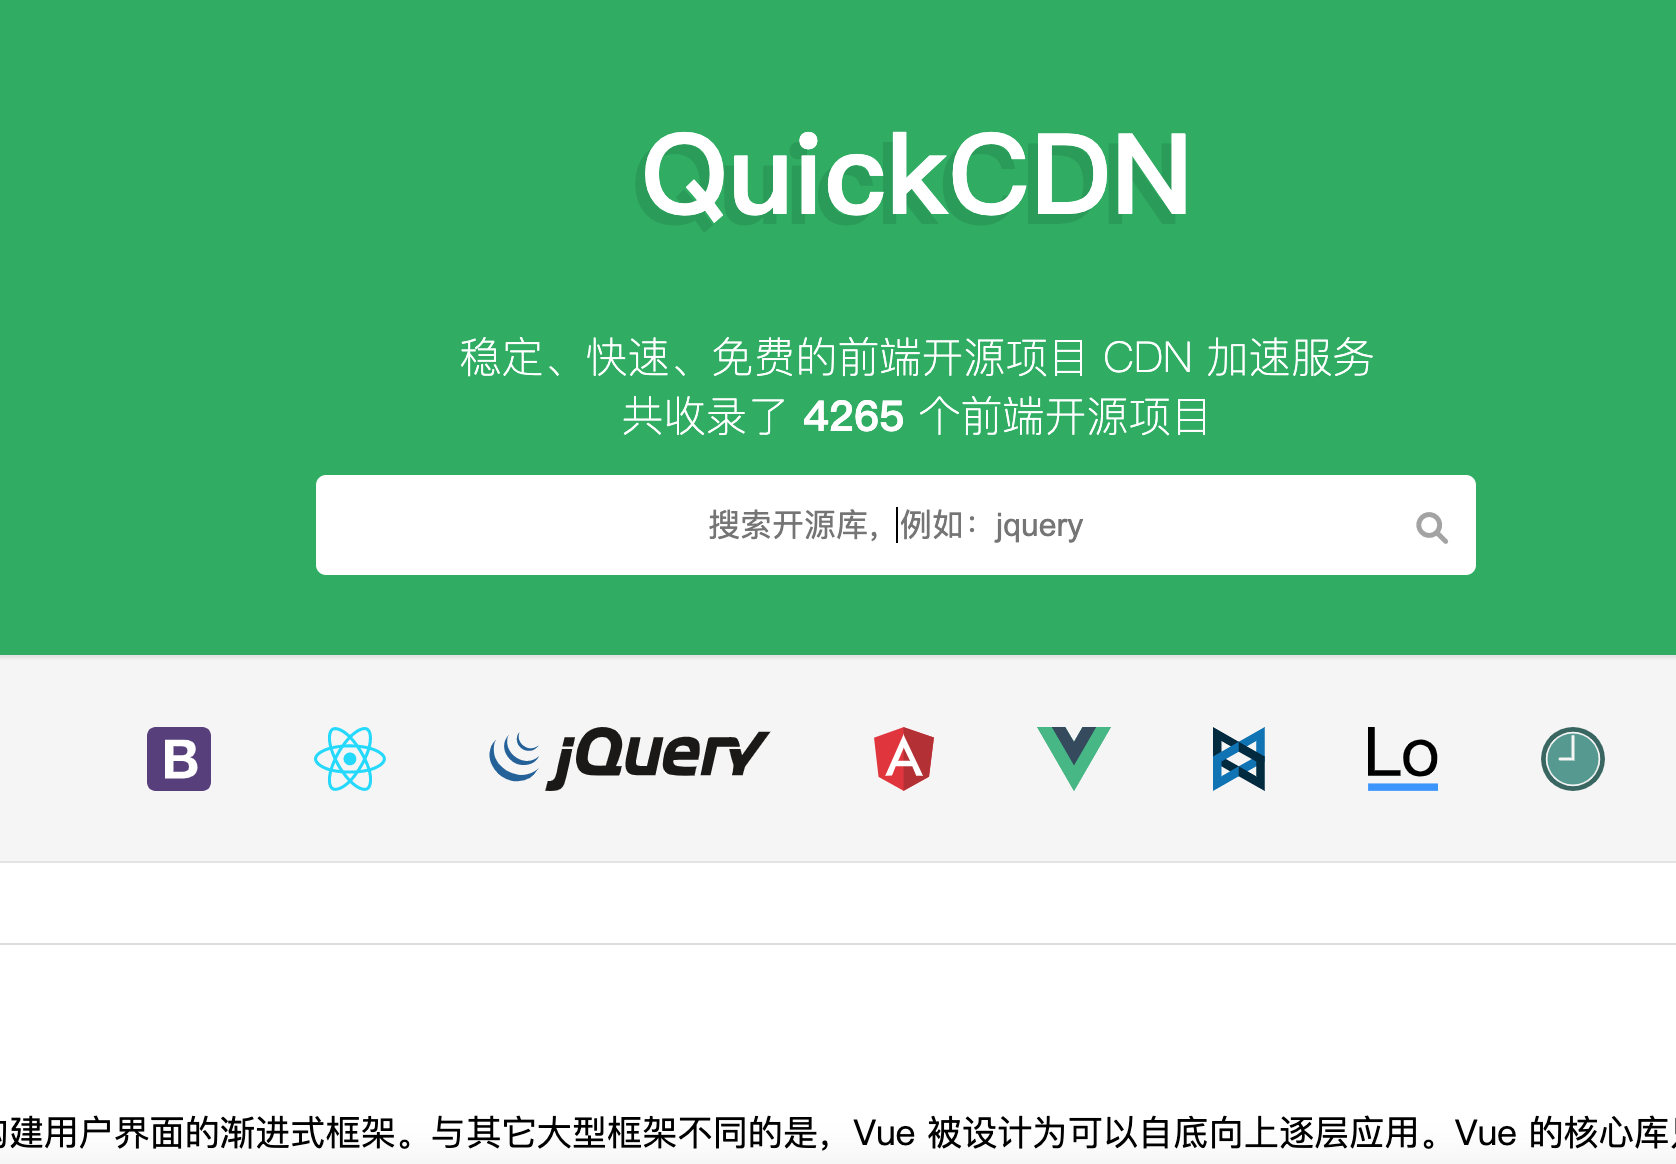 QuickCDN
稳定、快速、免费的前端开源项目 CDN 加速服务
共收录了 4265 个前端开源项目
搜索开源库，例如：jquery
B
jQuery
A
Lo
建用户界面的渐进式框架。与其它大型框架不同的是，Vue 被设计为可以自底向上逐层应用。Vue 的核心库